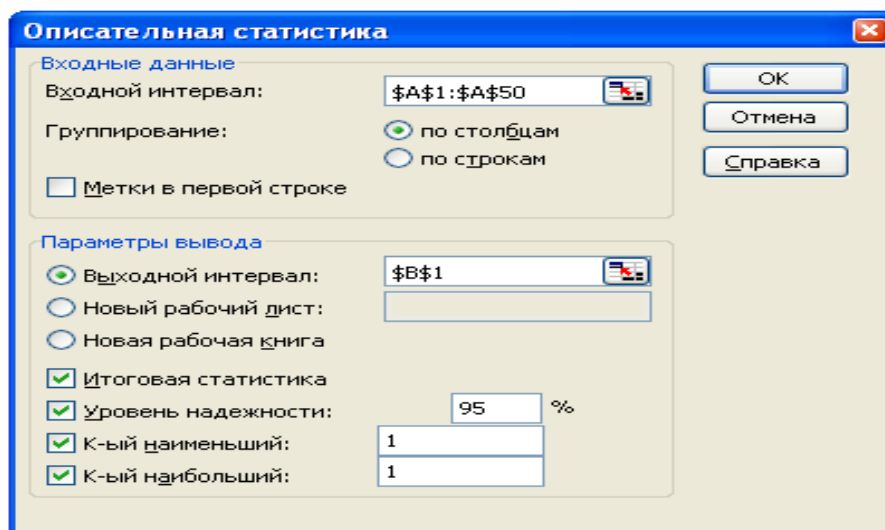 Описательная статистика
Входные данные
Входной интервал: $A$1:$A$50
Группирование: по столбцам
по строкам
Метки в первой строке
ОК
Отмена
Справка
Параметры вывода
Выходной интервал: $B$1
Новый рабочий лист:
Новая рабочая книга
Итоговая статистика
Уровень надежности: 95 %
К-ый наименьший: 1
К-ый наибольший: 1